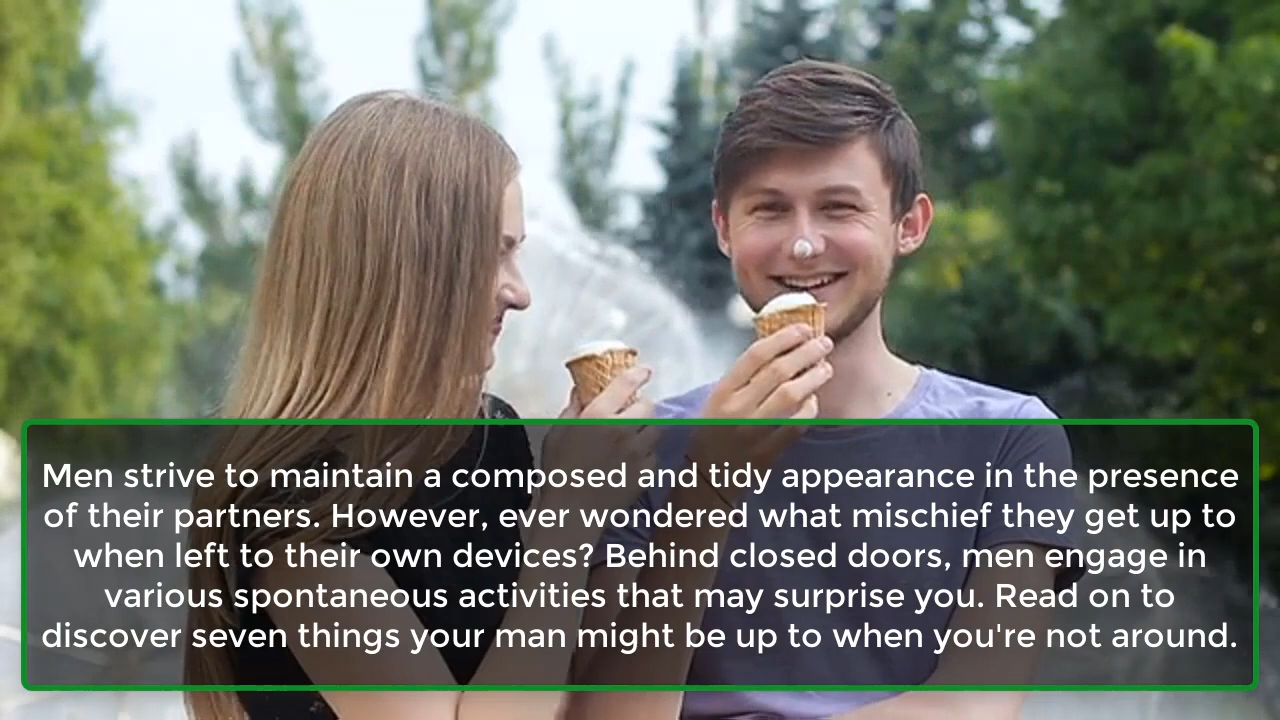 Men strive to maintain a composed and tidy appearance in the presence
of their partners. However, ever wondered what mischief they get up to
when left to their own devices? Behind closed doors, men engage in
various spontaneous activities that may surprise you. Read on to
discover seven things your man might be up to when you're not around.